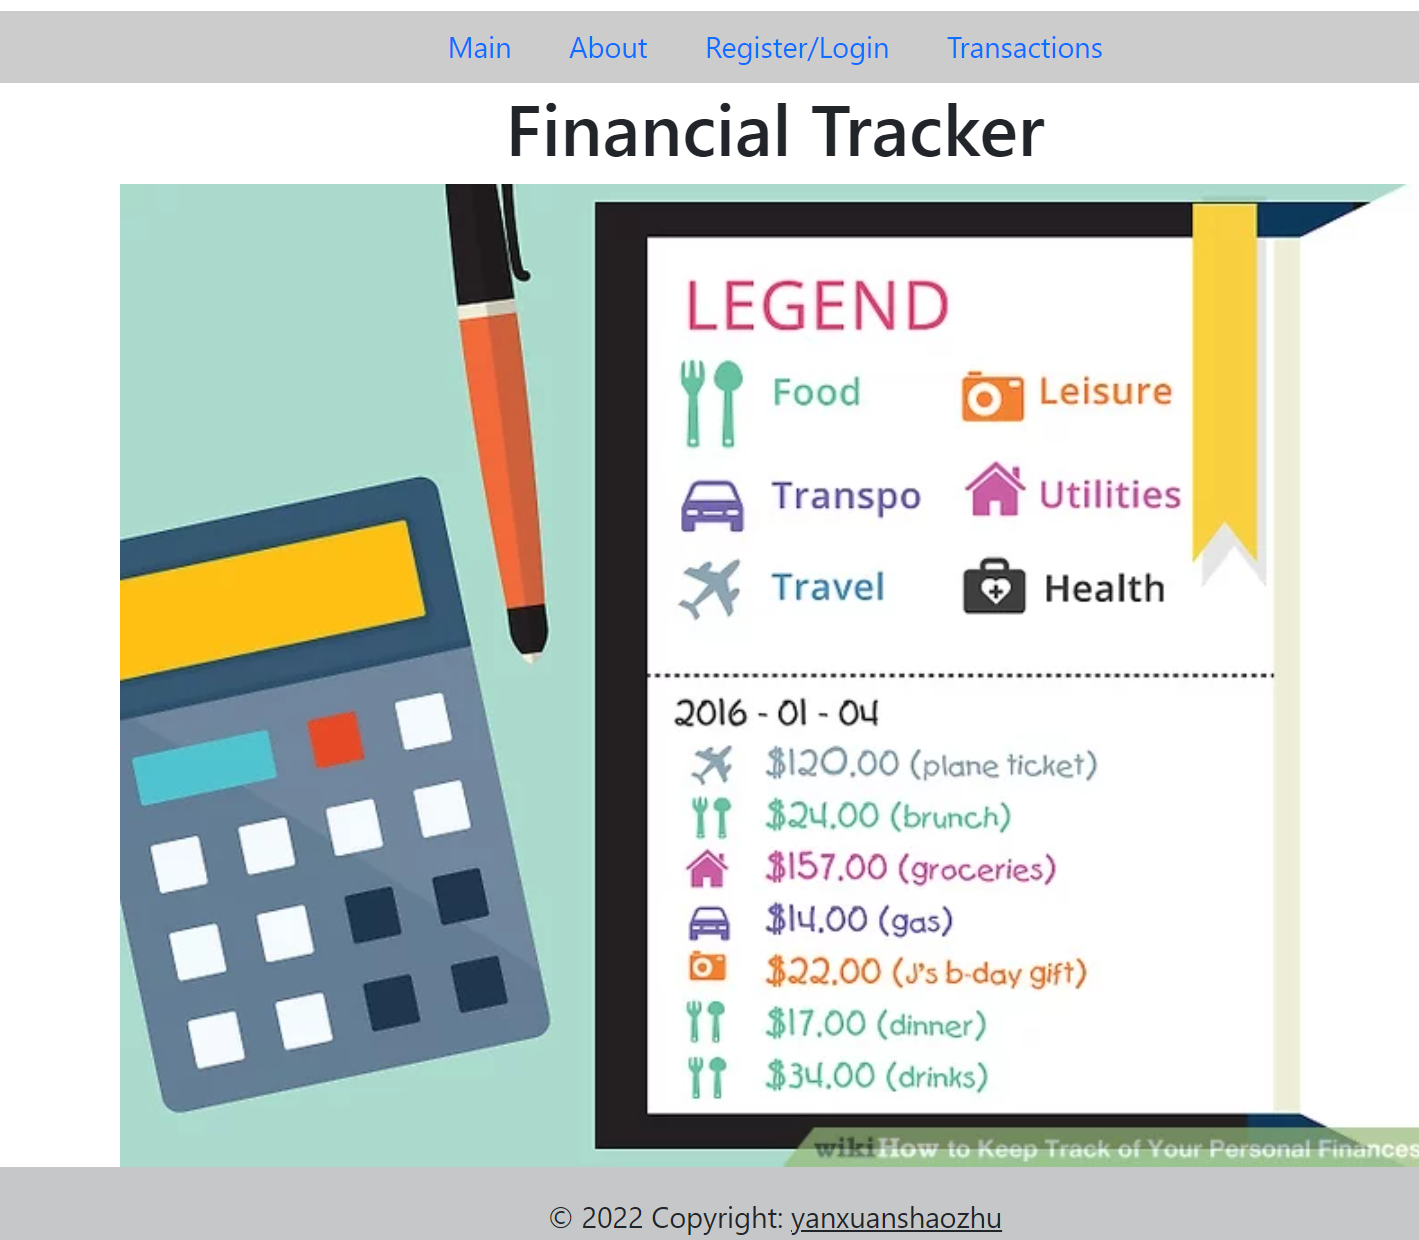 Main About Register/Login Transactions
Financial Tracker
LEGEND
Food Leisure
Transpo Utilities
Travel Health
2016 - 01 - 04
$120.00 (plane ticket)
$24.00 (brunch)
$157.00 (groceries)
$14.00 (gas)
$22.00 (J's b-day gift)
$17.00 (dinner)
$34.00 (drinks)
wikiHow to Keep Track of Your Personal Finances
© 2022 Copyright: yanxuanshaozhu